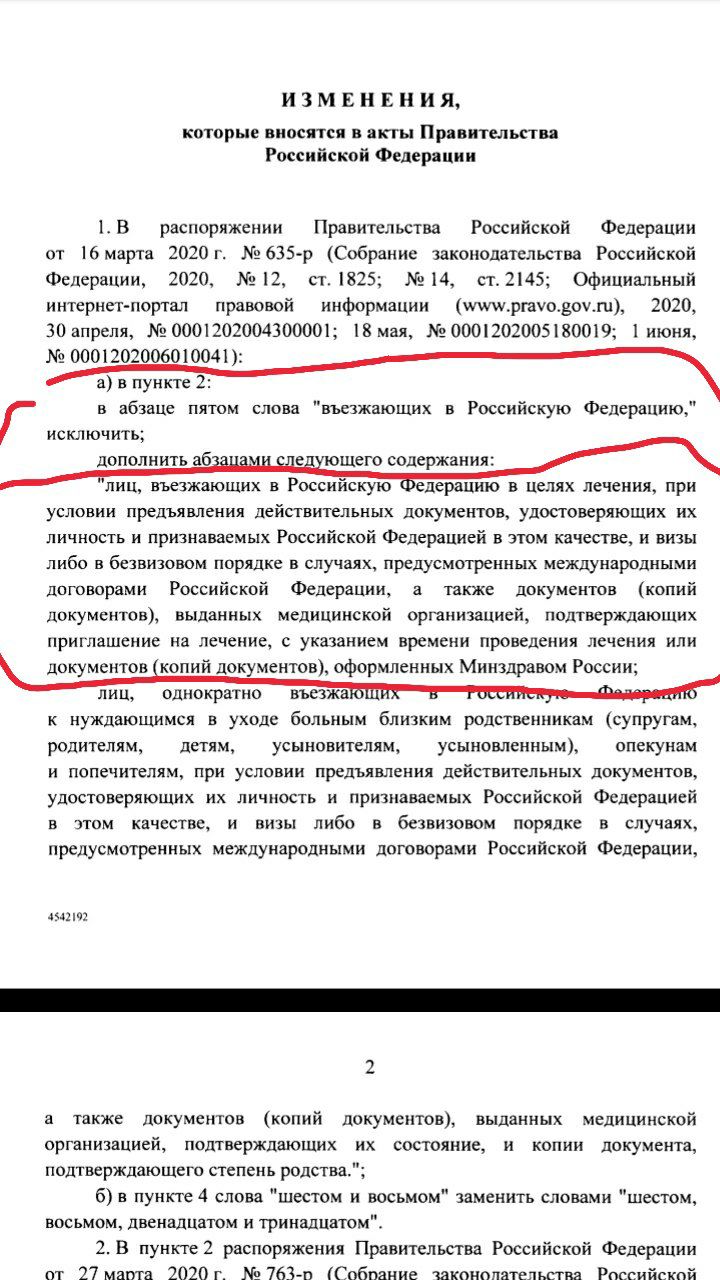 ИЗМЕНЕНИЯ,
которые вносятся в акты Правительства
Российской Федерации
1. В распоряжении Правительства Российской Федерации
от 16 марта 2020 г. № 635-р (Собрание законодательства Российской
Федерации, 2020, № 12, ст. 1825; № 14, ст. 2145; Официальный
интернет-портал правовой информации (www.pravo.gov.ru), 2020,
30 апреля, № 0001202004300001; 18 мая, № 0001202005180019; 1 июня,
№ 0001202006010041):
а) в пункте 2:
в абзаце пятом слова "въезжающих в Российскую Федерацию,"
исключить;
дополнить абзацами следующего содержания:
"лиц, въезжающих в Российскую Федерацию в целях лечения, при
условии предъявления действительных документов, удостоверяющих их
личность и признаваемых Российской Федерацией в этом качестве, и визы
либо в безвизовом порядке в случаях, предусмотренных международными
договорами Российской Федерации, а также документов (копий
документов), выданных медицинской организацией, подтверждающих
приглашение на лечение, с указанием времени проведения лечения или
документов (копий документов), оформленных Минздравом России;
лиц, однократно въезжающих в Российскую Федерацию
к нуждающимся в уходе больным близким родственникам (супругам,
родителям, детям, усыновителям, усыновленным), опекунам
и попечителям, при условии предъявления действительных документов,
удостоверяющих их личность и признаваемых Российской Федерацией
в этом качестве, и визы либо в безвизовом порядке в случаях,
предусмотренных международными договорами Российской Федерации,
4542192
2
а также документов (копий документов), выданных медицинской
организацией, подтверждающих их состояние, и копии документа,
подтверждающего степень родства.";
б) в пункте 4 слова "шестом и восьмом" заменить словами "шестом,
восьмом, двенадцатом и тринадцатом".
2. В пункте 2 распоряжения Правительства Российской Федерации
от 27 марта 2020 г. № 763-р (Собрание законодательства Российской